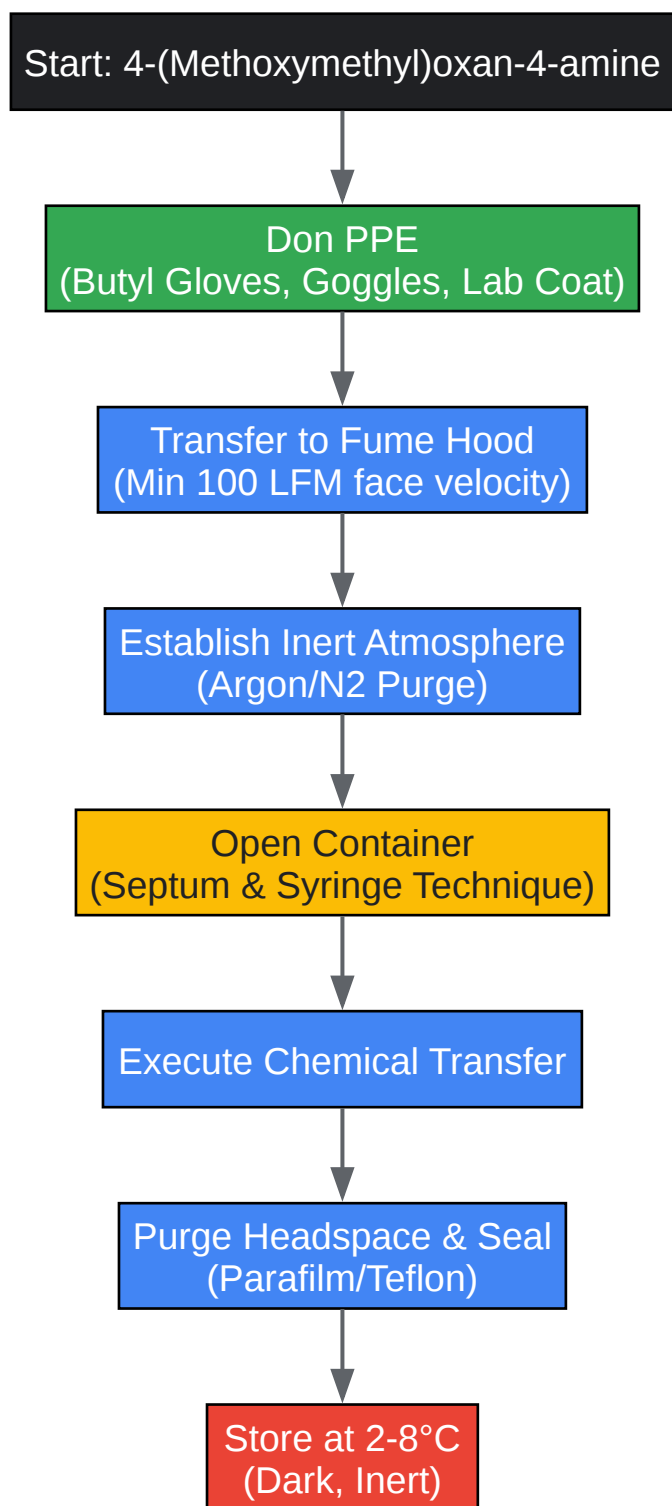 Start: 4-(Methoxymethyl)oxan-4-amine
Don PPE
(Butyl Gloves, Goggles, Lab Coat)
Transfer to Fume Hood
(Min 100 LFM face velocity)
Establish Inert Atmosphere
(Argon/N2 Purge)
Open Container
(Septum & Syringe Technique)
Execute Chemical Transfer
Purge Headspace & Seal
(Parafilm/Teflon)
Store at 2-8°C
(Dark, Inert)